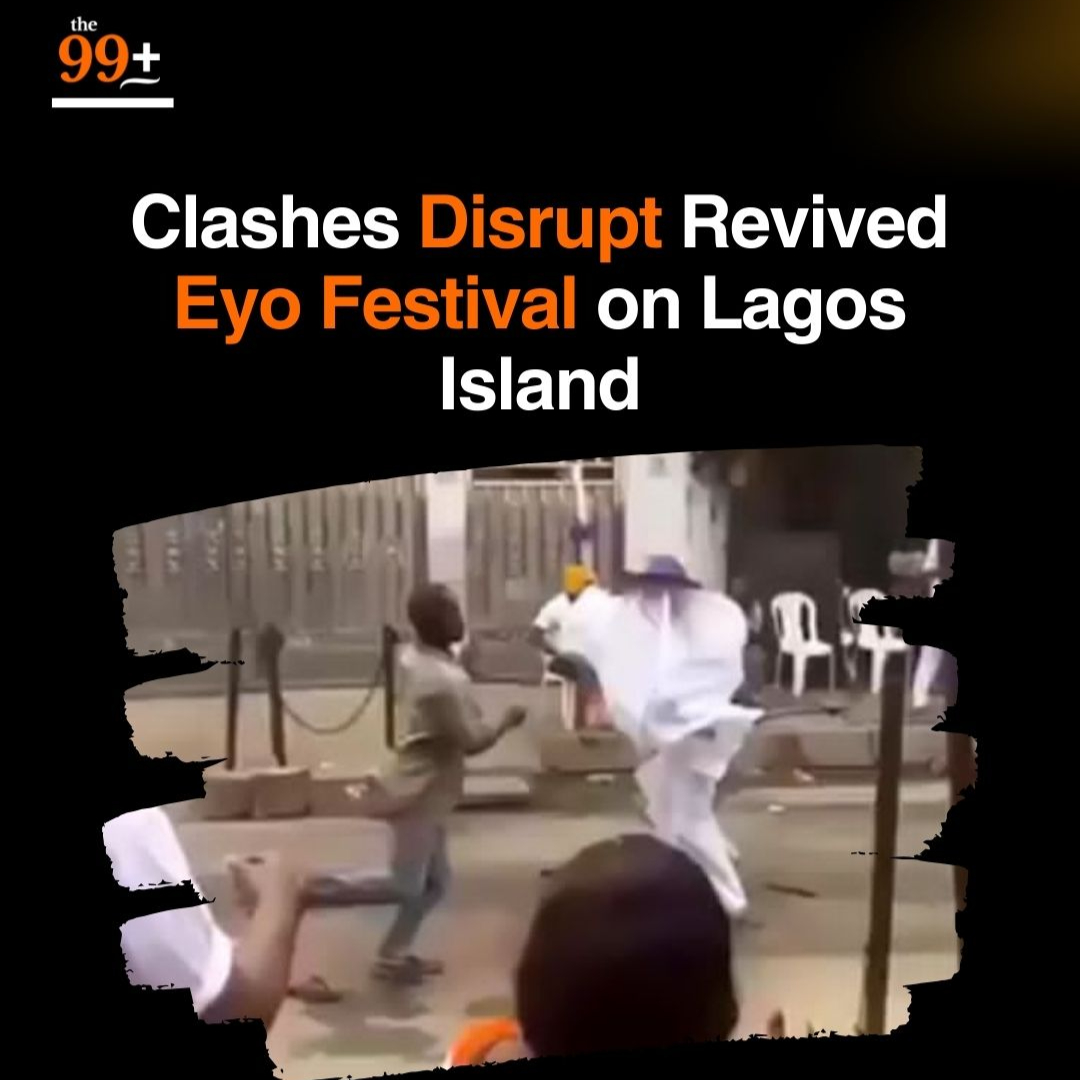 the
99+
Clashes Disrupt Revived
Eyo Festival on Lagos
Island